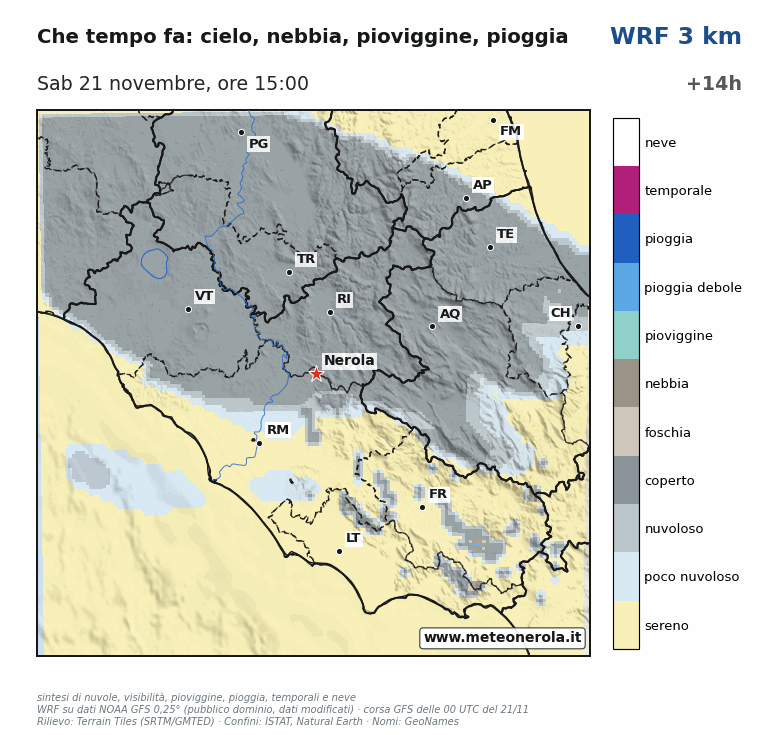 Che tempo fa: cielo, nebbia, pioviggine, pioggia
WRF 3 km
Sab 21 novembre, ore 15:00
+14h
FM
PG
AP
TE
TR
RI
VT
AQ
CH
Nerola
RM
FR
LT
www.meteonerola.it
neve
temporale
pioggia
pioggia debole
pioviggine
nebbia
foschia
coperto
nuvoloso
poco nuvoloso
sereno
sintesi di nuvole, visibilità, pioviggine, pioggia, temporali e neve
WRF su dati NOAA GFS 0,25° (pubblico dominio, dati modificati) · corsa GFS delle 00 UTC del 21/11
Rilievo: Terrain Tiles (SRTM/GMTED) · Confini: ISTAT, Natural Earth · Nomi: GeoNames